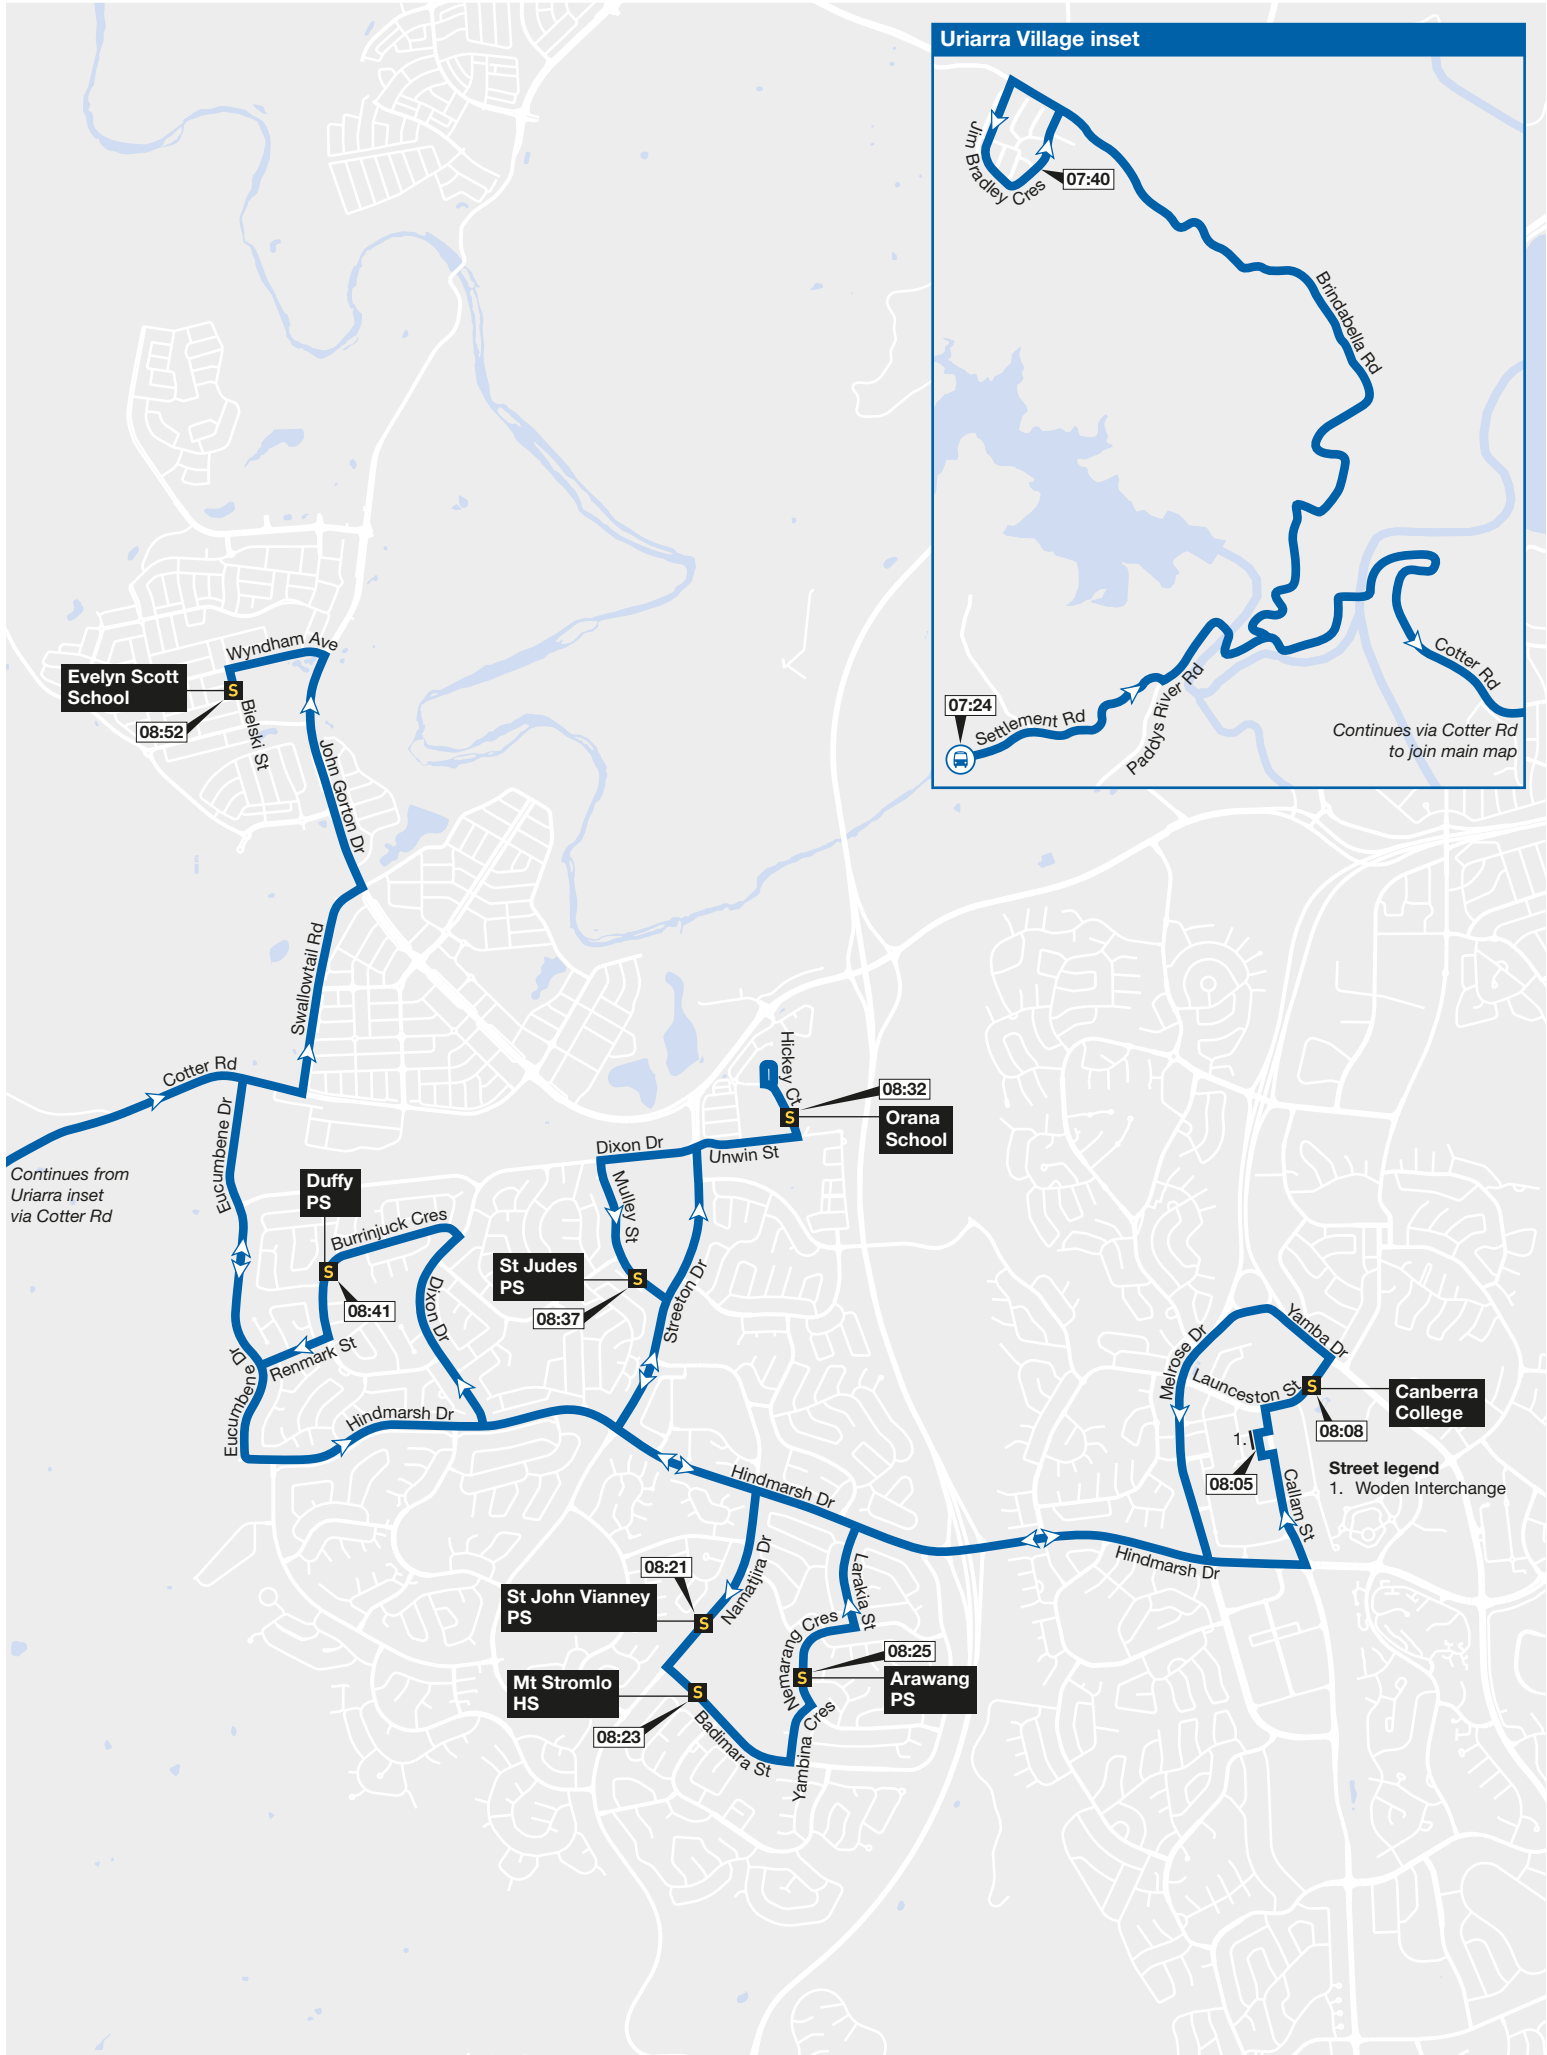 Uriarra Village inset
Jim Bradley Cres
07:40
Brindabella Rd
07:24
Settlement Rd
Paddys River Rd
Cotter Rd
Continues via Cotter Rd
to join main map
Wyndham Ave
Evelyn Scott
School
08:52
Bielski St
John Gorton Dr
Swallowtail Rd
Cotter Rd
Continues from
Uriarra inset
via Cotter Rd
Eucumbene Dr
Duffy
PS
Burrinjuck Cres
08:41
Dixon Dr
Renmark St
Eucumbene Dr
Hindmarsh Dr
Hickey Ct
08:32
Orana
School
Dixon Dr
Unwin St
Mulley St
St Judes
PS
08:37
Streeton Dr
Hindmarsh Dr
Yamba Dr
Melrose Dr
Launceston St
Canberra
College
08:08
1.
08:05
Callam St
Street legend
1. Woden Interchange
Hindmarsh Dr
08:21
St John Vianney
PS
Namatjira Dr
Larakia St
Nemarang Cres
08:25
Arawang
PS
Mt Stromlo
HS
08:23
Badimara St
Yambina Cres
S
S
S
S
S
S
S
S